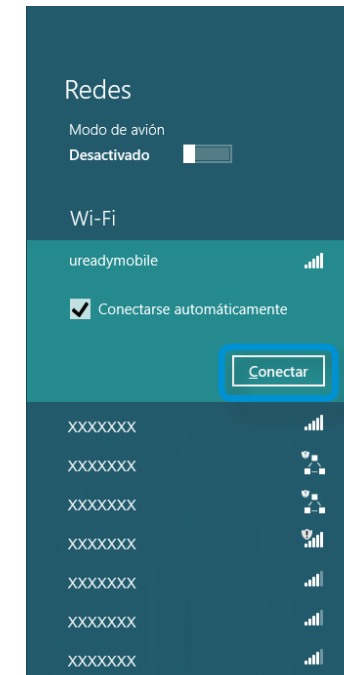 Redes
Modo de avión
Desactivado
Wi-Fi
ureadymobile
Conectarse automáticamente
Conectar
XXXXXXX
XXXXXXX
XXXXXXX
XXXXXXX
XXXXXXX
XXXXXXX
XXXXXXX